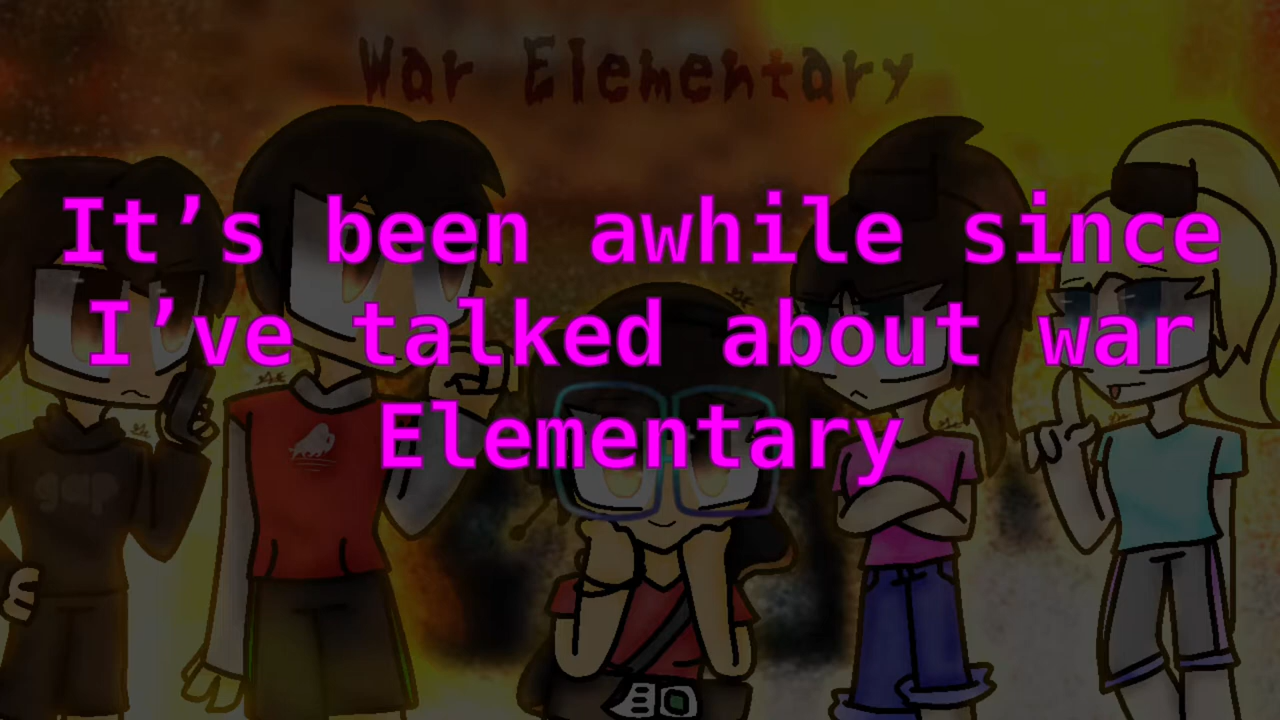 War Elementary
It’s been awhile since
I’ve talked about war
Elementary
gap